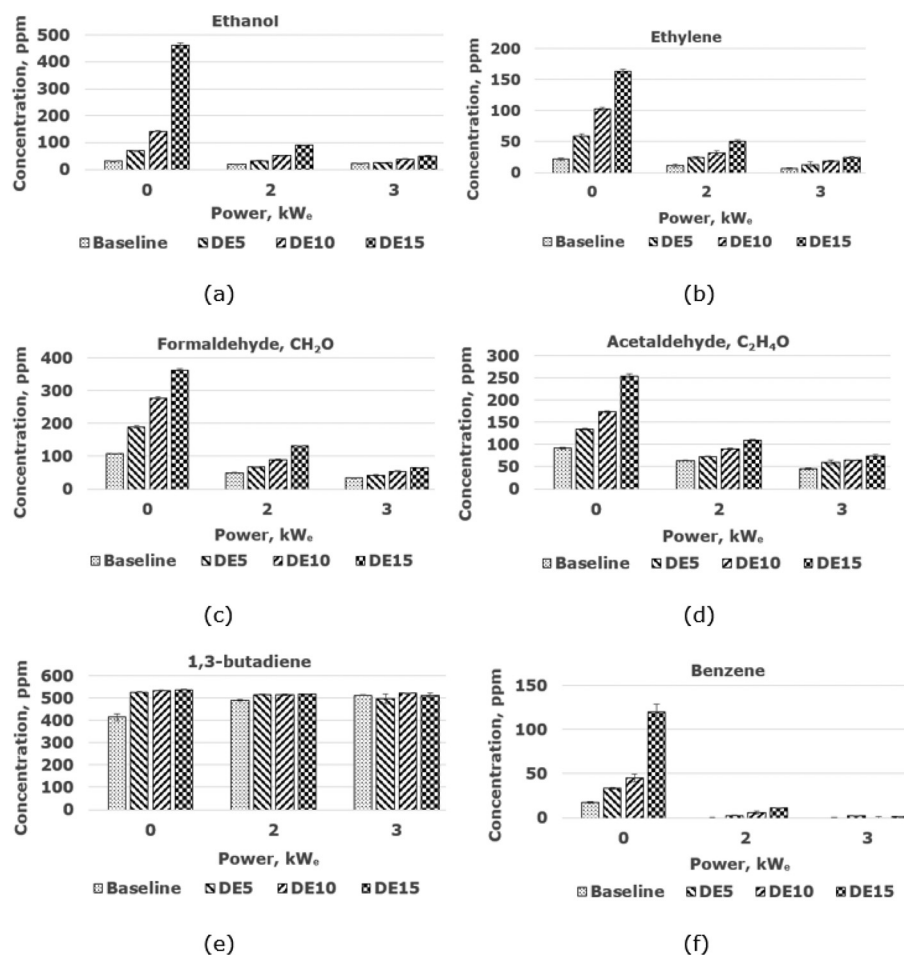 Ethanol
Concentration, ppm
500
400
300
200
100
0
0 2 3
Power, kWₑ
Baseline DE5 DE10 DE15
(a)
Ethylene
Concentration, ppm
200
150
100
50
0
0 2 3
Power, kWₑ
Baseline DE5 DE10 DE15
(b)
Formaldehyde, CH₂O
Concentration, ppm
400
300
200
100
0
0 2 3
Power, kWₑ
Baseline DE5 DE10 DE15
(c)
Acetaldehyde, C₂H₄O
Concentration, ppm
300
250
200
150
100
50
0
0 2 3
Power, kWₑ
Baseline DE5 DE10 DE15
(d)
1,3-butadiene
Concentration, ppm
600
500
400
300
200
100
0
0 2 3
Power, kWₑ
Baseline DE5 DE10 DE15
(e)
Benzene
Concentration, ppm
150
100
50
0
0 2 3
Power, kWₑ
Baseline DE5 DE10 DE15
(f)